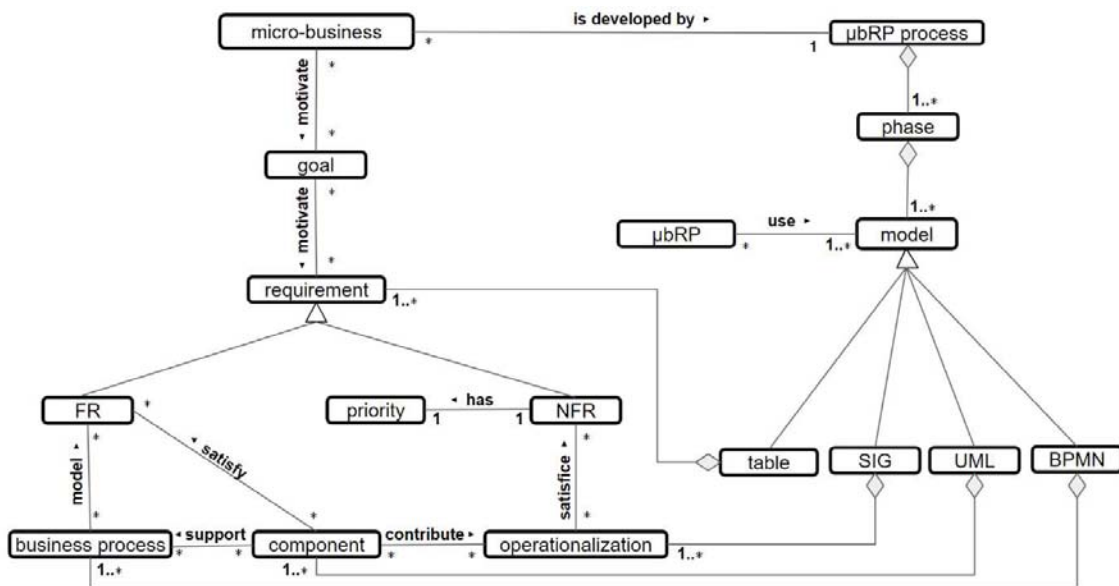 is developed by ►
micro-business
µbRP process
*
1
*
◄ motivate
1..*
phase
*
goal
*
1..*
◄ motivate
use ►
µbRP
model
*
1..*
*
requirement
1..*
FR
*
priority
◄ has
NFR
1
1
*
*
◄ satisfy
model ►
satisfice ►
table
SIG
UML
BPMN
*
*
*
business process
◄ support
component
contribute ►
operationalization
*
*
*
*
1..*
1..*
1..*